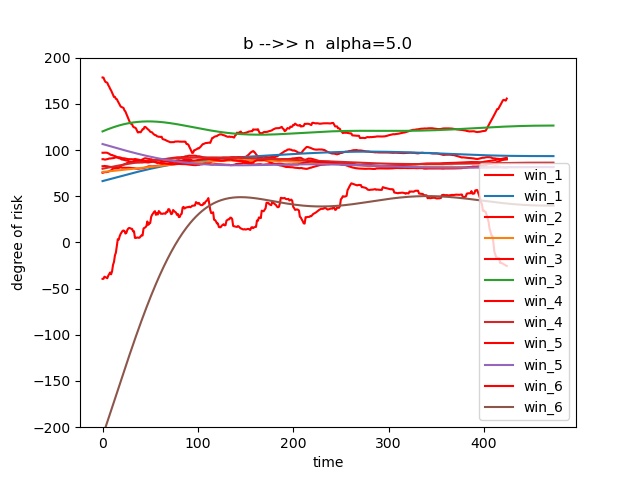 b -->> n  alpha=5.0
degree of risk
200
150
100
50
0
−50
−100
−150
−200
win_1
win_1
win_2
win_2
win_3
win_3
win_4
win_4
win_5
win_5
win_6
win_6
0 100 200 300 400
time